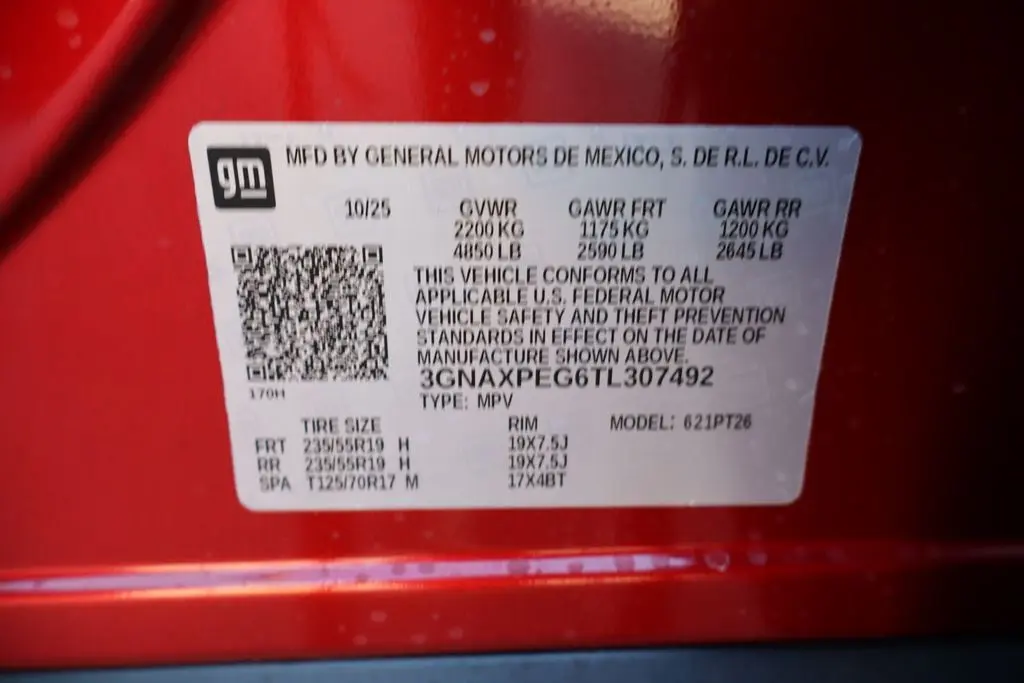 gm
MFD BY GENERAL MOTORS DE MEXICO, S. DE R.L. DE C.V.
10/25 GVWR GAWR FRT GAWR RR
2200 KG 1175 KG 1200 KG
4850 LB 2590 LB 2645 LB
THIS VEHICLE CONFORMS TO ALL
APPLICABLE U.S. FEDERAL MOTOR
VEHICLE SAFETY AND THEFT PREVENTION
STANDARDS IN EFFECT ON THE DATE OF
MANUFACTURE SHOWN ABOVE.
3GNAXPEG6TL307492
170H
TYPE: MPV
TIRE SIZE RIM MODEL: 621PT26
FRT 235/55R19 H 19X7.5J
RR 235/55R19 H 19X7.5J
SPA T125/70R17 M 17X4BT